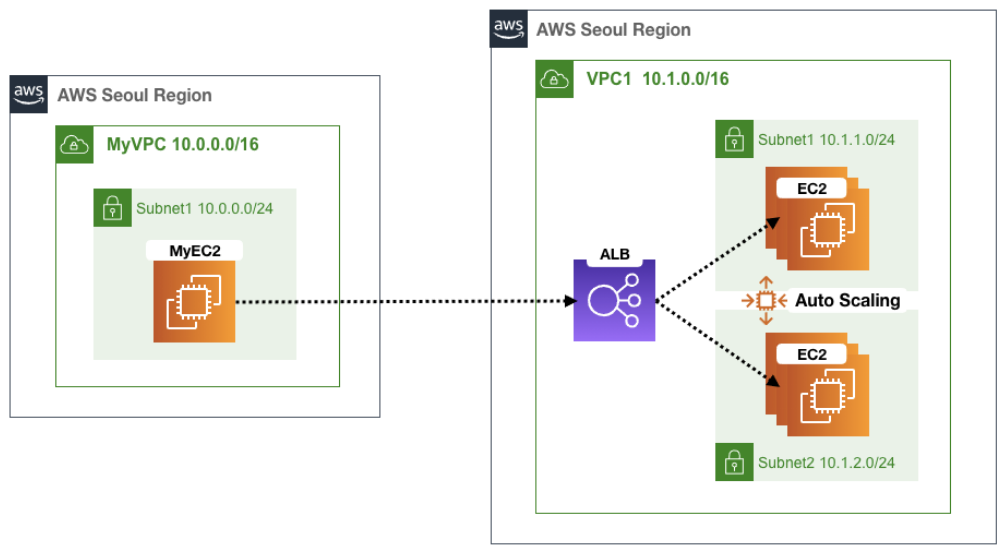 aws
AWS Seoul Region
MyVPC 10.0.0.0/16
Subnet1 10.0.0.0/24
MyEC2
aws
AWS Seoul Region
VPC1 10.1.0.0/16
Subnet1 10.1.1.0/24
EC2
ALB
Auto Scaling
EC2
Subnet2 10.1.2.0/24